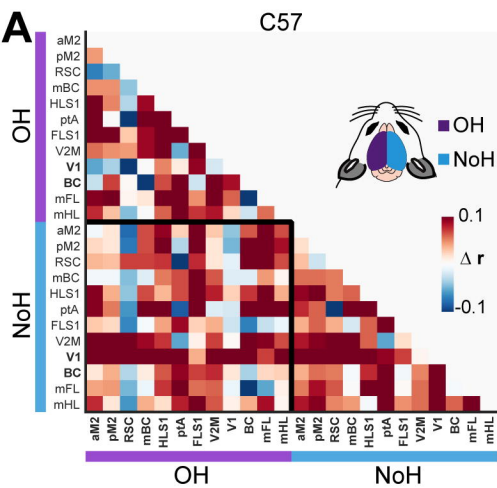 A
C57
aM2
pM2
RSC
mBC
HLS1
ptA
FLS1
V2M
V1
BC
mFL
mHL
OH
aM2
pM2
RSC
mBC
HLS1
ptA
FLS1
V2M
V1
BC
mFL
mHL
NoH
OH
NoH
0.1
Δ r
-0.1
aM2 pM2 RSC mBC HLS1 ptA FLS1 V2M V1 BC mFL mHL aM2 pM2 RSC mBC HLS1 ptA FLS1 V2M V1 BC mFL mHL
OH NoH